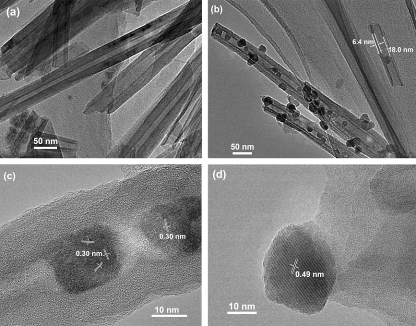 (a)
50 nm
(b)
6.4 nm
18.0 nm
50 nm
(c)
0.30 nm
0.30 nm
10 nm
(d)
0.49 nm
10 nm